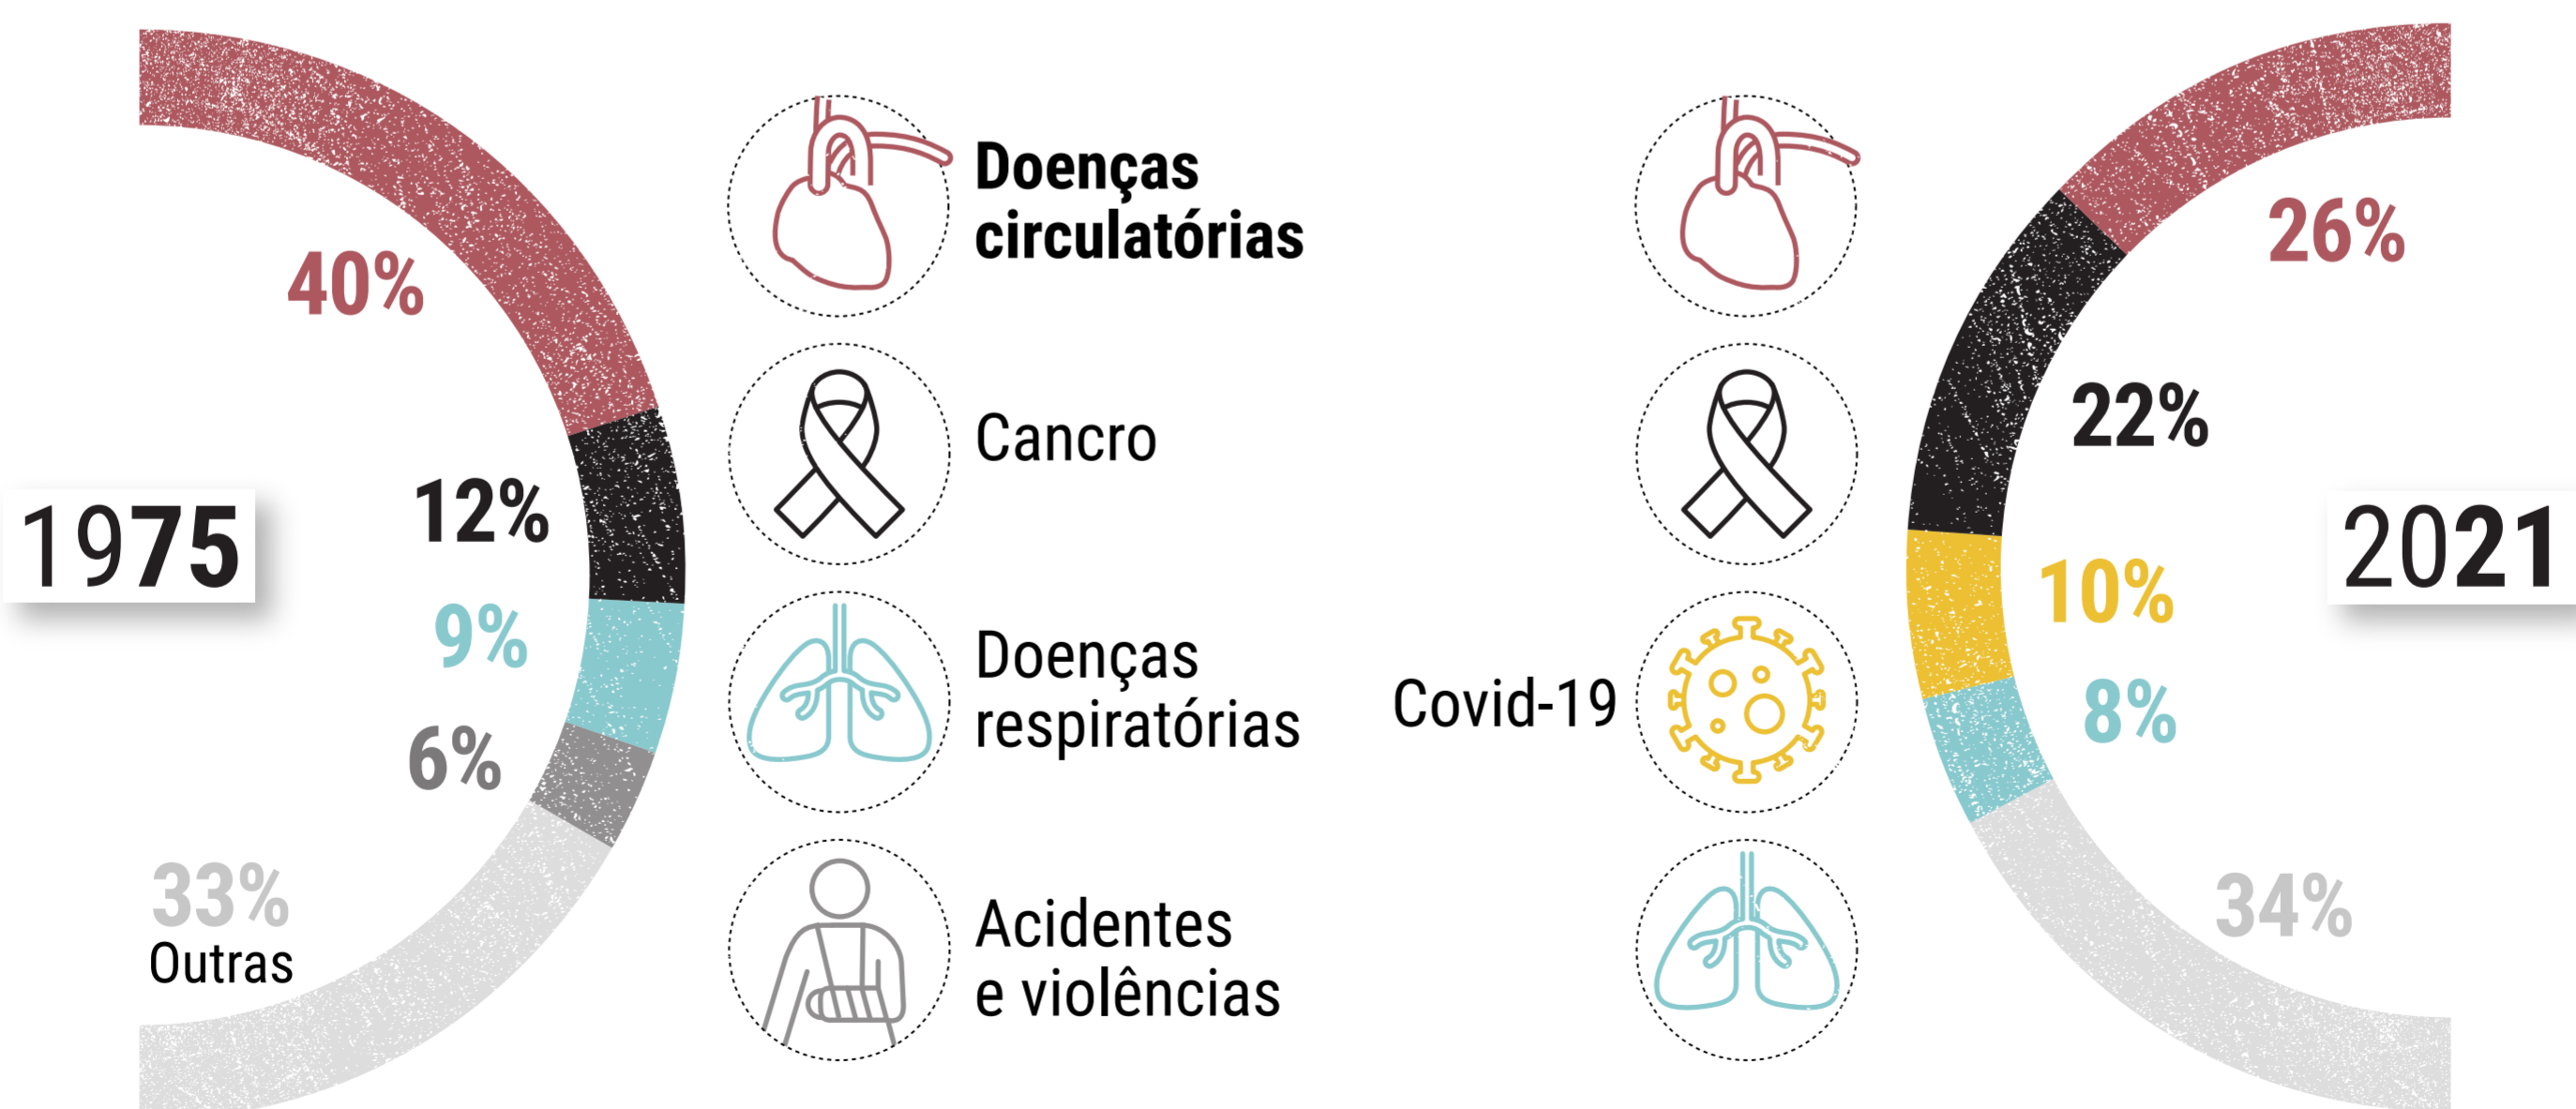 1975
40%
12%
9%
6%
33%
Outras
Doenças
circulatórias
Cancro
Doenças
respiratórias
Acidentes
e violências
Covid-19
26%
22%
10%
8%
34%
2021